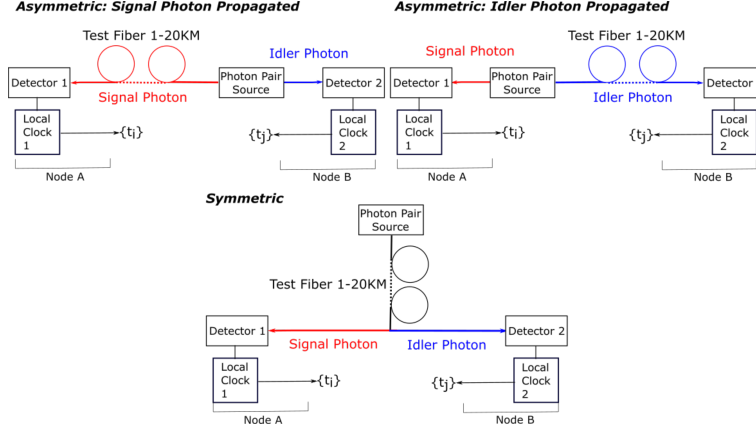 Asymmetric: Signal Photon Propagated
Test Fiber 1-20KM
Idler Photon
Detector 1
Photon Pair
Source
Detector 2
Signal Photon
Local
Clock
1
{ti}
{tj}
Local
Clock
2
Node A
Node B
Asymmetric: Idler Photon Propagated
Test Fiber 1-20KM
Signal Photon
Detector 1
Photon Pair
Source
Detector
Idler Photon
Local
Clock
1
{ti}
{tj}
Local
Clock
2
Node A
Node B
Symmetric
Photon Pair
Source
Test Fiber 1-20KM
Detector 1
Detector 2
Signal Photon
Idler Photon
Local
Clock
1
{ti}
{tj}
Local
Clock
2
Node A
Node B